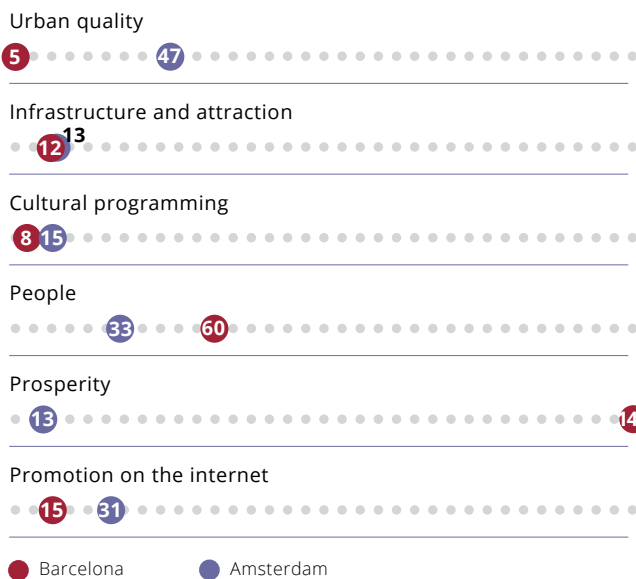 Urban quality
5 47
Infrastructure and attraction
12 13
Cultural programming
8 15
People
33 60
Prosperity
13
Promotion on the internet
15 31
Barcelona Amsterdam